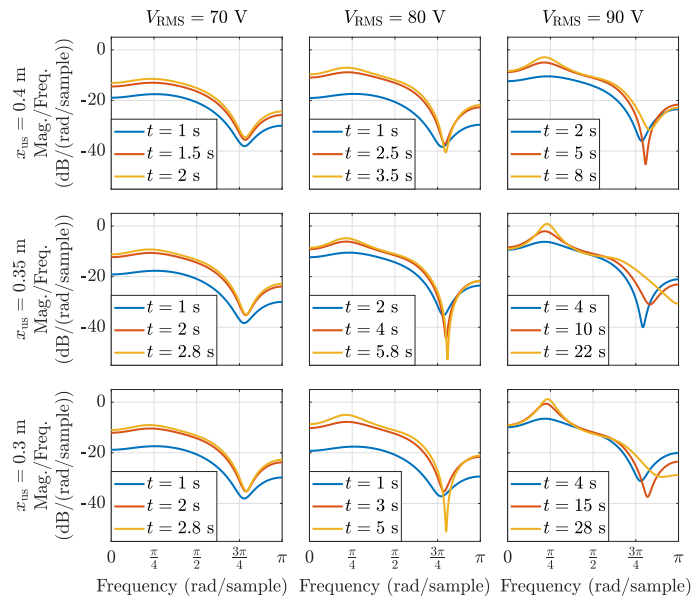 V_RMS = 70 V V_RMS = 80 V V_RMS = 90 V
x_us = 0.4 m
Mag./Freq.
(dB/(rad/sample))
0
-20
-40
t = 1 s
t = 1.5 s
t = 2 s
t = 1 s
t = 2.5 s
t = 3.5 s
t = 2 s
t = 5 s
t = 8 s
x_us = 0.35 m
Mag./Freq.
(dB/(rad/sample))
0
-20
-40
t = 1 s
t = 2 s
t = 2.8 s
t = 2 s
t = 4 s
t = 5.8 s
t = 4 s
t = 10 s
t = 22 s
x_us = 0.3 m
Mag./Freq.
(dB/(rad/sample))
0
-20
-40
t = 1 s
t = 2 s
t = 2.8 s
t = 1 s
t = 3 s
t = 5 s
t = 4 s
t = 15 s
t = 28 s
0 π/4 π/2 3π/4 π 0 π/4 π/2 3π/4 π 0 π/4 π/2 3π/4 π
Frequency (rad/sample) Frequency (rad/sample) Frequency (rad/sample)